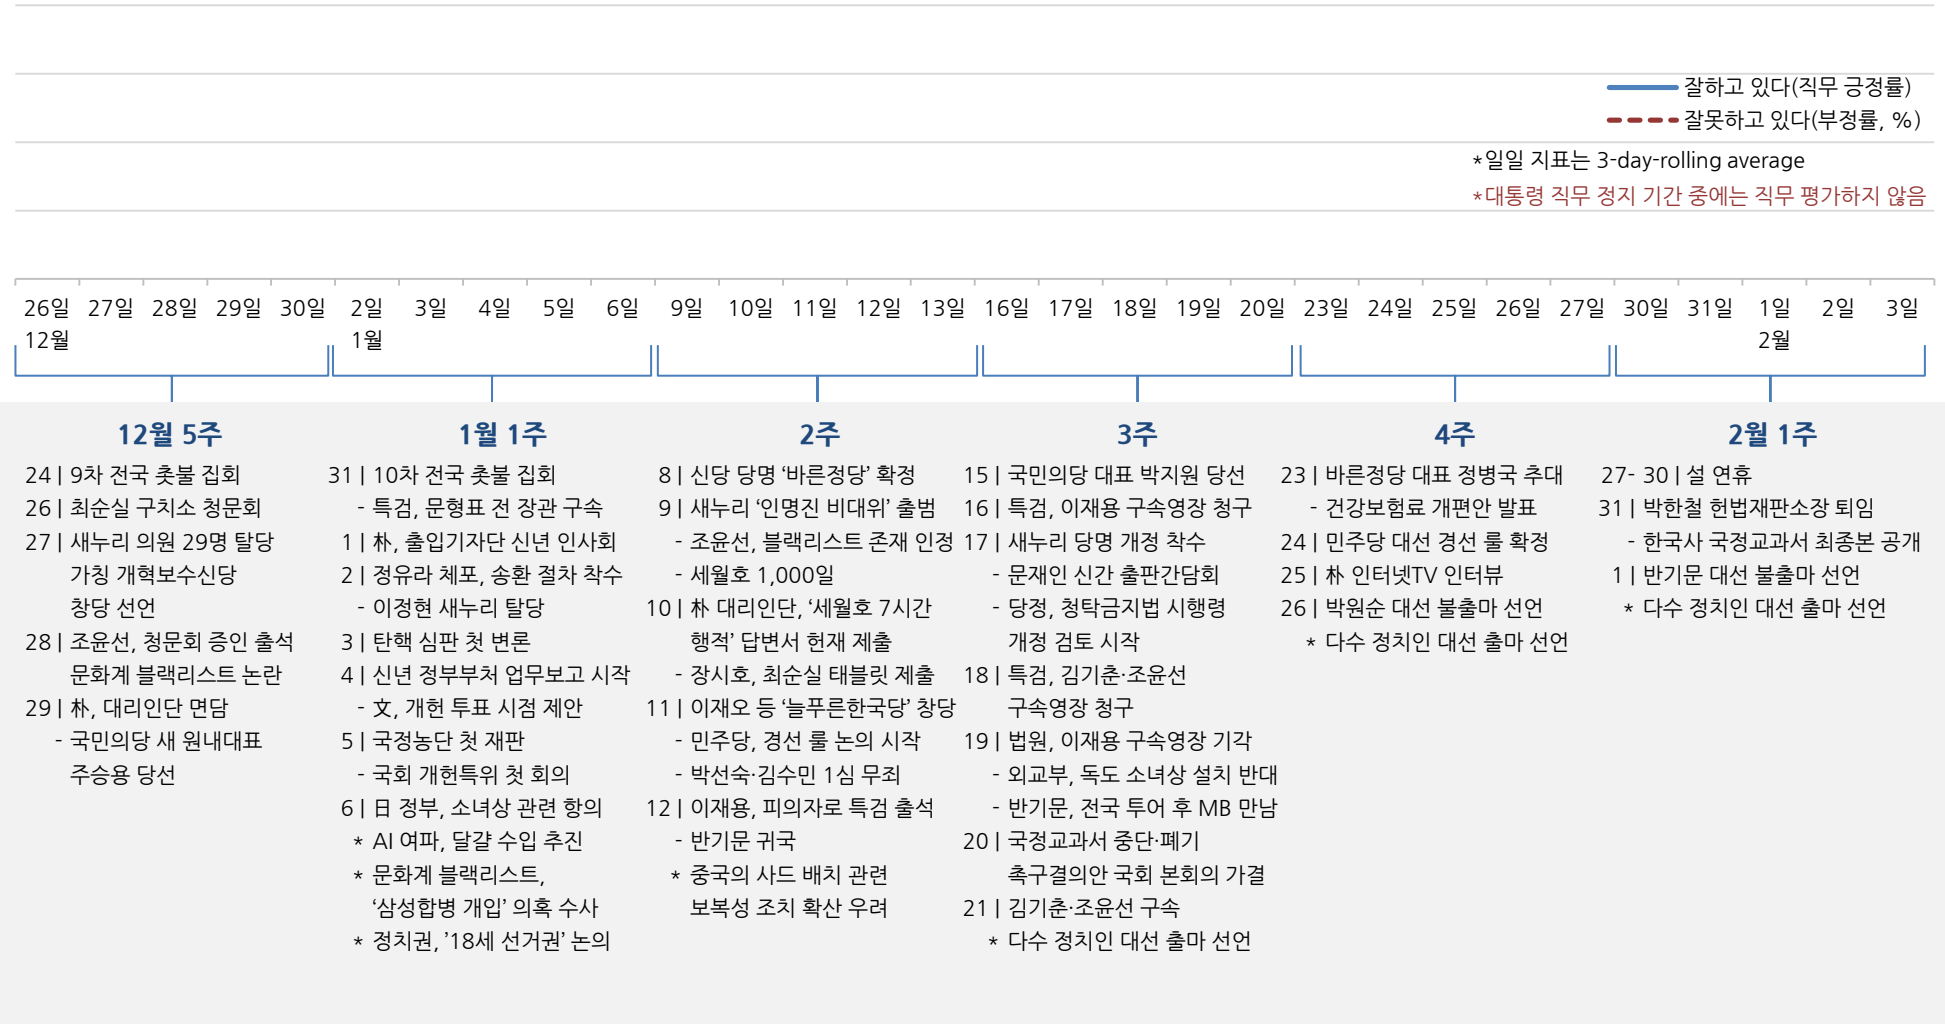 잘하고 있다(직무 긍정률)
잘못하고 있다(부정률, %)
*일일 지표는 3-day-rolling average
*대통령 직무 정지 기간 중에는 직무 평가하지 않음
26일 27일 28일 29일 30일 2일 3일 4일 5일 6일 9일 10일 11일 12일 13일 16일 17일 18일 19일 20일 23일 24일 25일 26일 27일 30일 31일 1일 2일 3일
12월 1월 2월
12월 5주
24 | 9차 전국 촛불 집회
26 | 최순실 구치소 청문회
27 | 새누리 의원 29명 탈당
가칭 개혁보수신당
창당 선언
28 | 조윤선, 청문회 증인 출석
문화계 블랙리스트 논란
29 | 朴, 대리인단 면담
- 국민의당 새 원내대표
주승용 당선
1월 1주
31 | 10차 전국 촛불 집회
- 특검, 문형표 전 장관 구속
1 | 朴, 출입기자단 신년 인사회
2 | 정유라 체포, 송환 절차 착수
- 이정현 새누리 탈당
3 | 탄핵 심판 첫 변론
4 | 신년 정부부처 업무보고 시작
- 文, 개헌 투표 시점 제안
5 | 국정농단 첫 재판
- 국회 개헌특위 첫 회의
6 | 日 정부, 소녀상 관련 항의
* AI 여파, 달걀 수입 추진
* 문화계 블랙리스트,
‘삼성합병 개입’ 의혹 수사
* 정치권, ’18세 선거권’ 논의
2주
8 | 신당 당명 ‘바른정당’ 확정
9 | 새누리 ‘인명진 비대위’ 출범
- 조윤선, 블랙리스트 존재 인정
- 세월호 1,000일
10 | 朴 대리인단, ‘세월호 7시간
행적’ 답변서 헌재 제출
- 장시호, 최순실 태블릿 제출
11 | 이재오 등 ‘늘푸른한국당’ 창당
- 민주당, 경선 룰 논의 시작
- 박선숙·김수민 1심 무죄
12 | 이재용, 피의자로 특검 출석
- 반기문 귀국
* 중국의 사드 배치 관련
보복성 조치 확산 우려
3주
15 | 국민의당 대표 박지원 당선
16 | 특검, 이재용 구속영장 청구
17 | 새누리 당명 개정 착수
- 문재인 신간 출판간담회
- 당정, 청탁금지법 시행령
개정 검토 시작
18 | 특검, 김기춘·조윤선
구속영장 청구
19 | 법원, 이재용 구속영장 기각
- 외교부, 독도 소녀상 설치 반대
- 반기문, 전국 투어 후 MB 만남
20 | 국정교과서 중단·폐기
촉구결의안 국회 본회의 가결
21 | 김기춘·조윤선 구속
* 다수 정치인 대선 출마 선언
4주
23 | 바른정당 대표 정병국 추대
- 건강보험료 개편안 발표
24 | 민주당 대선 경선 룰 확정
25 | 朴 인터넷TV 인터뷰
26 | 박원순 대선 불출마 선언
* 다수 정치인 대선 출마 선언
2월 1주
27- 30 | 설 연휴
31 | 박한철 헌법재판소장 퇴임
- 한국사 국정교과서 최종본 공개
1 | 반기문 대선 불출마 선언
* 다수 정치인 대선 출마 선언